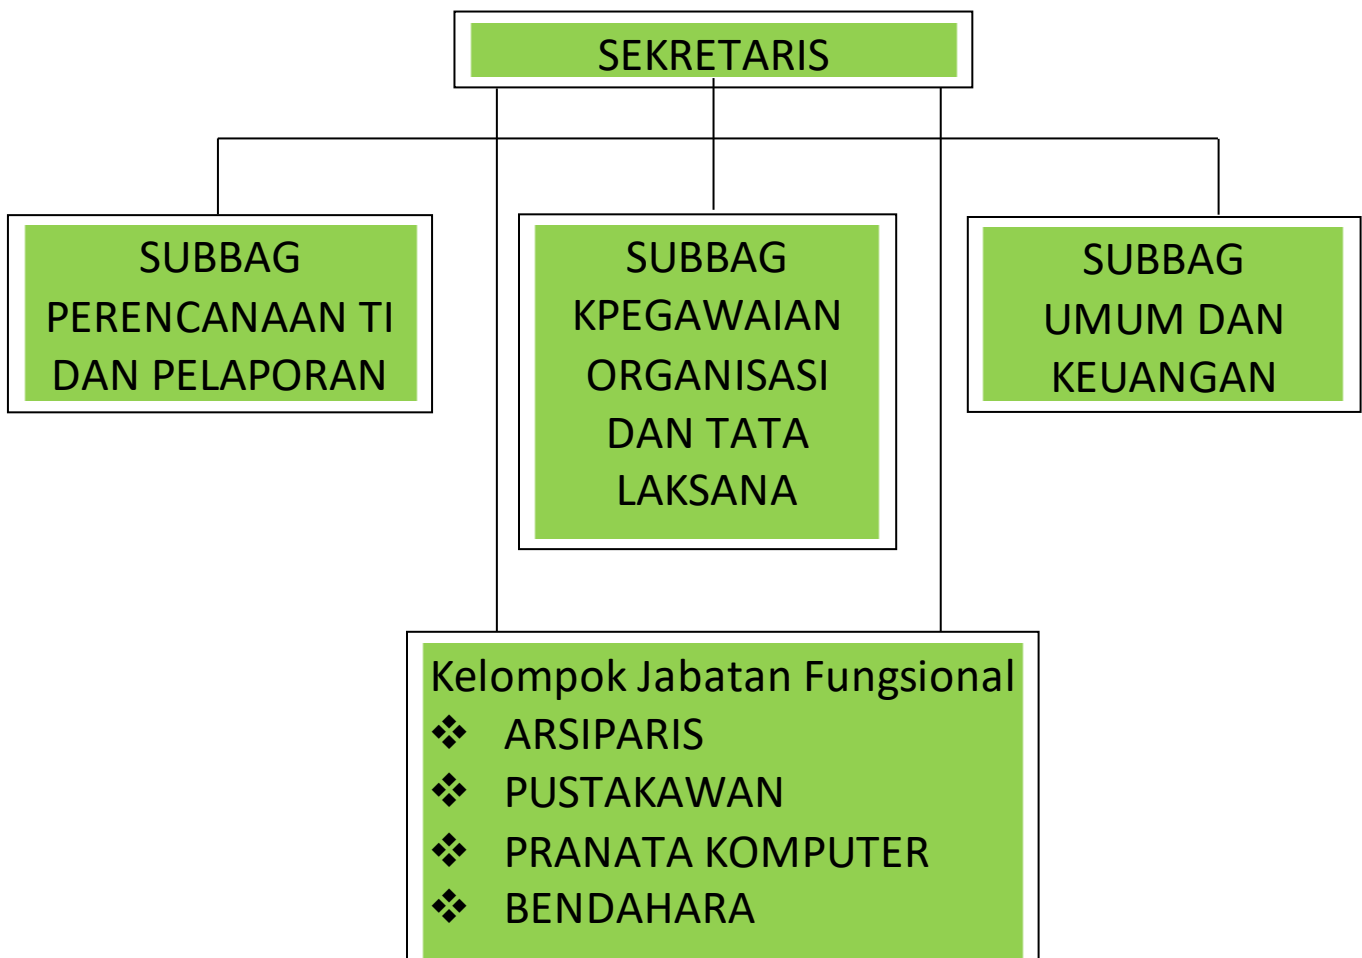 SEKRETARIS
SUBBAG
PERENCANAAN TI
DAN PELAPORAN
SUBBAG
KPEGAWAIAN
ORGANISASI
DAN TATA
LAKSANA
SUBBAG
UMUM DAN
KEUANGAN
Kelompok Jabatan Fungsional
❖ ARSIPARIS
❖ PUSTAKAWAN
❖ PRANATA KOMPUTER
❖ BENDAHARA